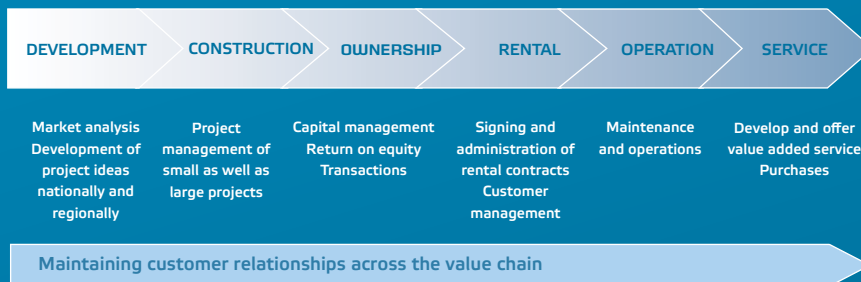 DEVELOPMENT
CONSTRUCTION
OWNERSHIP
RENTAL
OPERATION
SERVICE
Market analysis
Development of
project ideas
nationally and
regionally
Project
management of
small as well as
large projects
Capital management
Return on equity
Transactions
Signing and
administration of
rental contracts
Customer
management
Maintenance
and operations
Develop and offer
value added service
Purchases
Maintaining customer relationships across the value chain